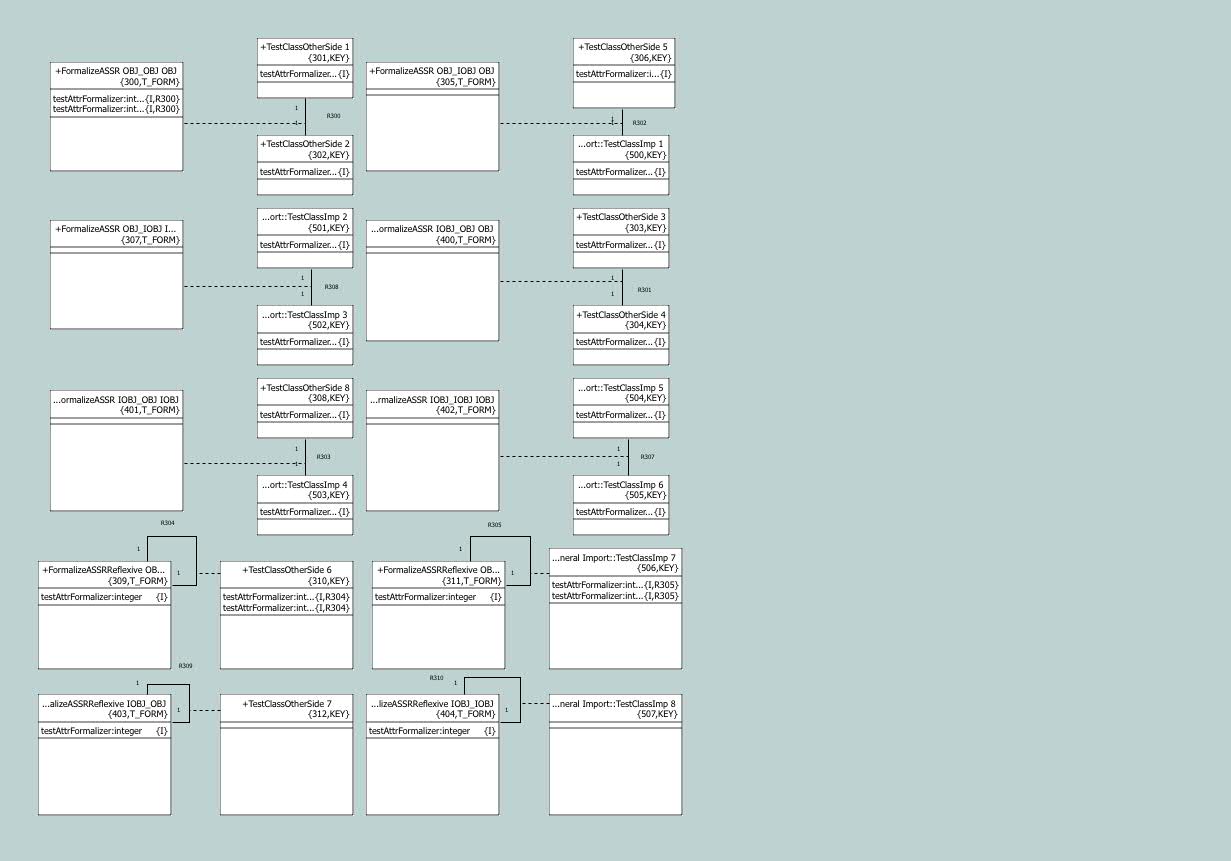 +FormalizeASSR OBJ_OBJ OBJ
{300,T_FORM}
testAttrFormalizer:int...{I,R300}
testAttrFormalizer:int...{I,R300}
+TestClassOtherSide 1
{301,KEY}
testAttrFormalizer... {I}
1
R300
1
+TestClassOtherSide 2
{302,KEY}
testAttrFormalizer... {I}
+FormalizeASSR OBJ_IOBJ OBJ
{305,T_FORM}
+TestClassOtherSide 5
{306,KEY}
testAttrFormalizer:i...{I}
1
1
R302
...ort::TestClassImp 1
{500,KEY}
testAttrFormalizer... {I}
+FormalizeASSR OBJ_IOBJ I...
{307,T_FORM}
...ort::TestClassImp 2
{501,KEY}
testAttrFormalizer... {I}
1
R308
1
...ort::TestClassImp 3
{502,KEY}
testAttrFormalizer... {I}
...ormalizeASSR IOBJ_OBJ OBJ
{400,T_FORM}
+TestClassOtherSide 3
{303,KEY}
testAttrFormalizer... {I}
1
R301
1
+TestClassOtherSide 4
{304,KEY}
testAttrFormalizer... {I}
...ormalizeASSR IOBJ_OBJ IOBJ
{401,T_FORM}
+TestClassOtherSide 8
{308,KEY}
testAttrFormalizer... {I}
1
R303
1
...ort::TestClassImp 4
{503,KEY}
testAttrFormalizer... {I}
...rmalizeASSR IOBJ_IOBJ IOBJ
{402,T_FORM}
...ort::TestClassImp 5
{504,KEY}
testAttrFormalizer... {I}
1
R307
1
...ort::TestClassImp 6
{505,KEY}
testAttrFormalizer... {I}
R304
1
1
+FormalizeASSRReflexive OB...
{309,T_FORM}
testAttrFormalizer:integer {I}
+TestClassOtherSide 6
{310,KEY}
testAttrFormalizer:int...{I,R304}
testAttrFormalizer:int...{I,R304}
R305
1
1
+FormalizeASSRReflexive OB...
{311,T_FORM}
testAttrFormalizer:integer {I}
...neral Import::TestClassImp 7
{506,KEY}
testAttrFormalizer:int...{I,R305}
testAttrFormalizer:int...{I,R305}
R309
1
1
...alizeASSRReflexive IOBJ_OBJ
{403,T_FORM}
testAttrFormalizer:integer {I}
+TestClassOtherSide 7
{312,KEY}
R310
1
1
...lizeASSRReflexive IOBJ_IOBJ
{404,T_FORM}
testAttrFormalizer:integer {I}
...neral Import::TestClassImp 8
{507,KEY}